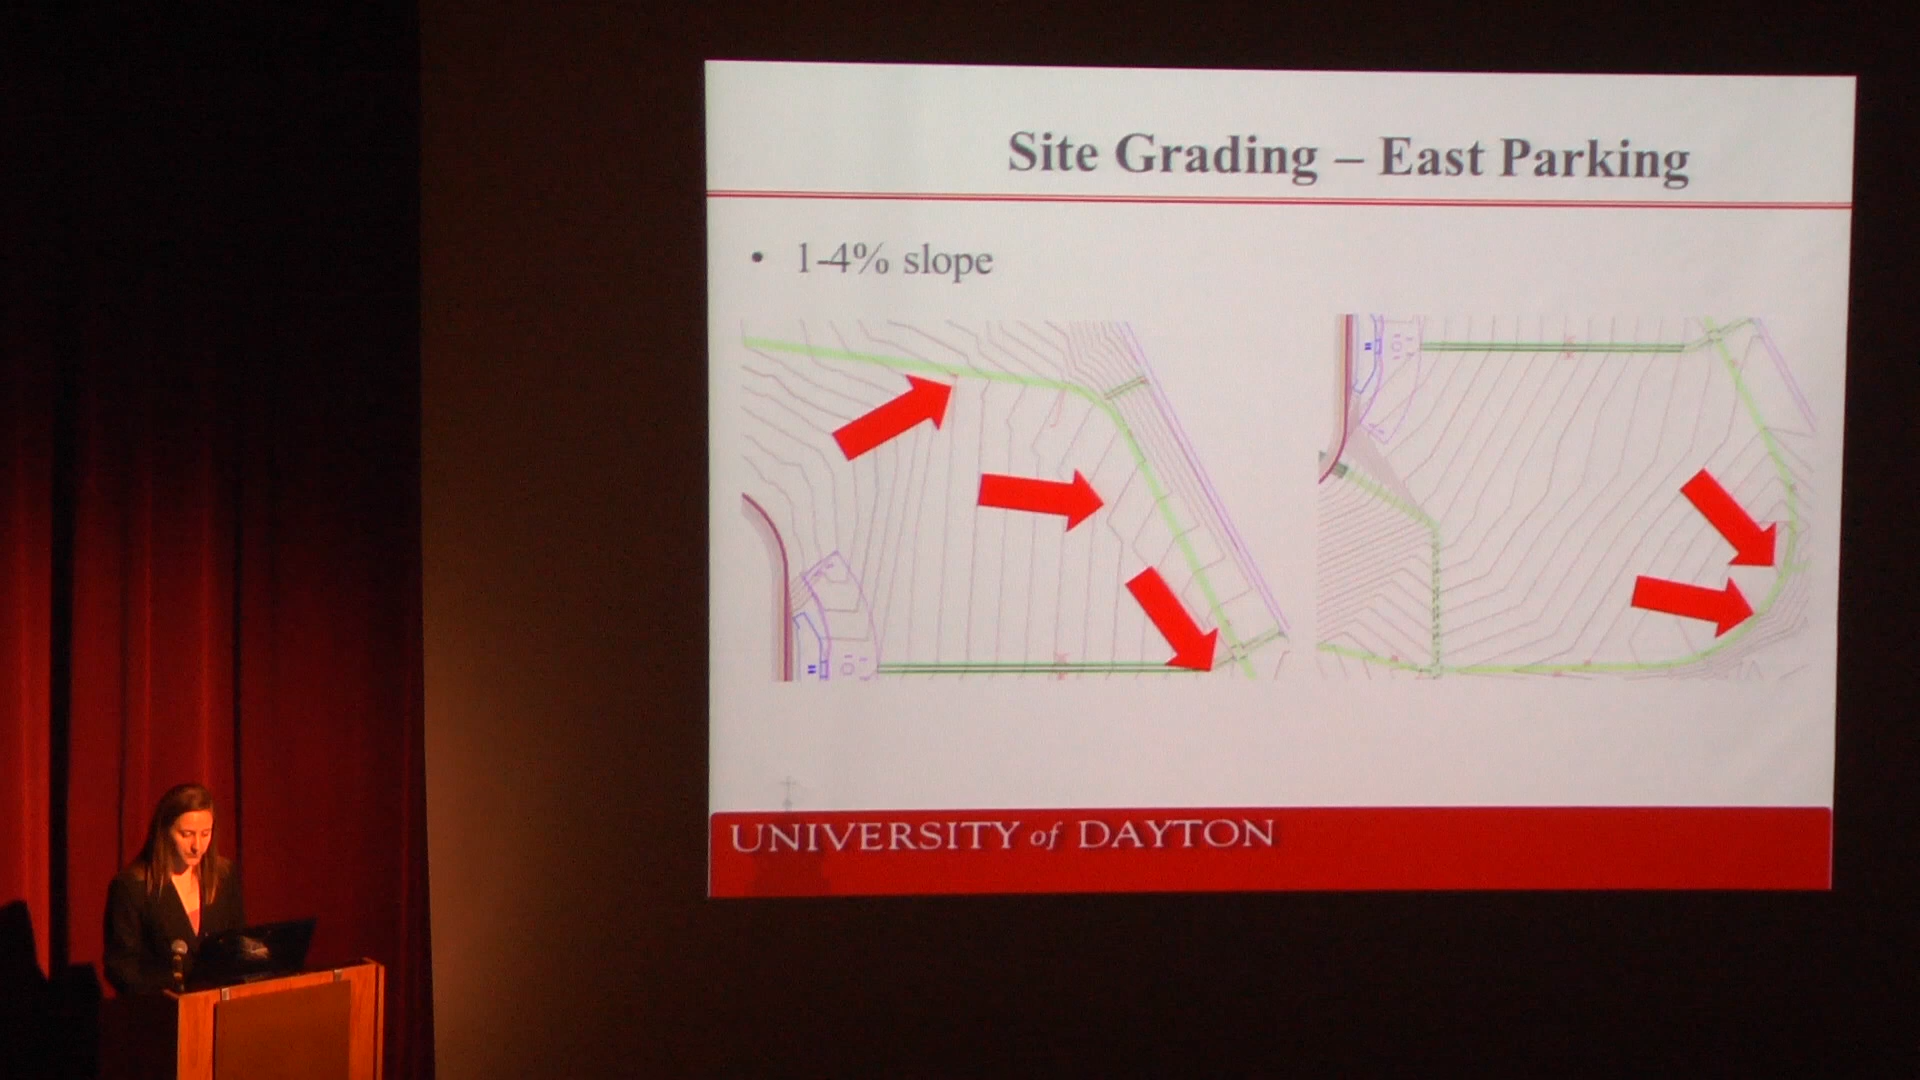 Site Grading – East Parking
• 1-4% slope
UNIVERSITY of DAYTON